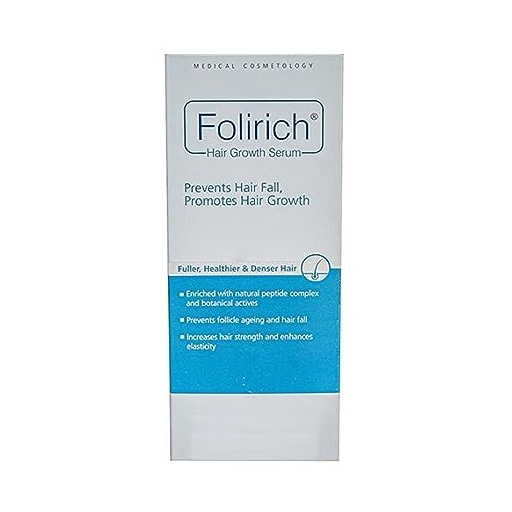 MEDICAL COSMETOLOGY
Folirich®
Hair Growth Serum
Prevents Hair Fall,
Promotes Hair Growth
Fuller, Healthier & Denser Hair
Enriched with natural peptide complex
and botanical actives
Prevents follicle ageing and hair fall
Increases hair strength and enhances
elasticity